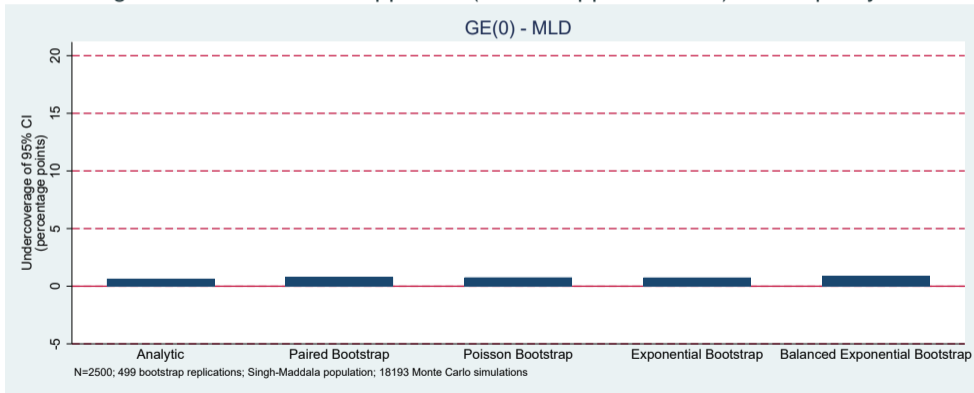 GE(0) - MLD
Undercoverage of 95% CI
(percentage points)
20
15
10
5
0
-5
Analytic Paired Bootstrap Poisson Bootstrap Exponential Bootstrap Balanced Exponential Bootstrap
N=2500; 499 bootstrap replications; Singh-Maddala population; 18193 Monte Carlo simulations